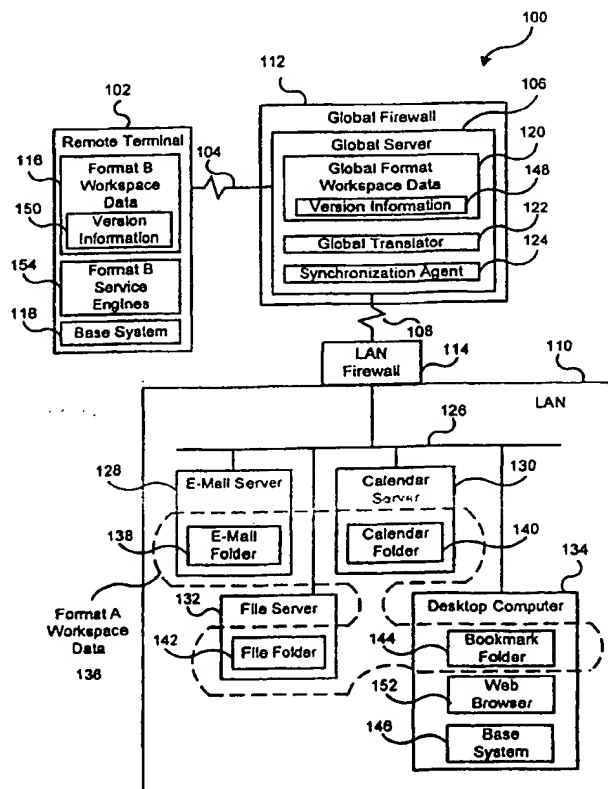 100
112
106
Global Firewall
Global Server
120
Global Format
Workspace Data
148
Version Information
122
Global Translator
124
Synchronization Agent
102
Remote Terminal
116
Format B
Workspace
Data
150
Version
Information
154
Format B
Service
Engines
118
Base System
104
108
LAN
Firewall
114
110
LAN
126
128
E-Mail Server
138
E-Mail
Folder
Calendar
Server
130
Calendar
Folder
140
Format A
Workspace
Data
136
132
File Server
142
File Folder
134
Desktop Computer
144
Bookmark
Folder
152
Web
Browser
146
Base
System